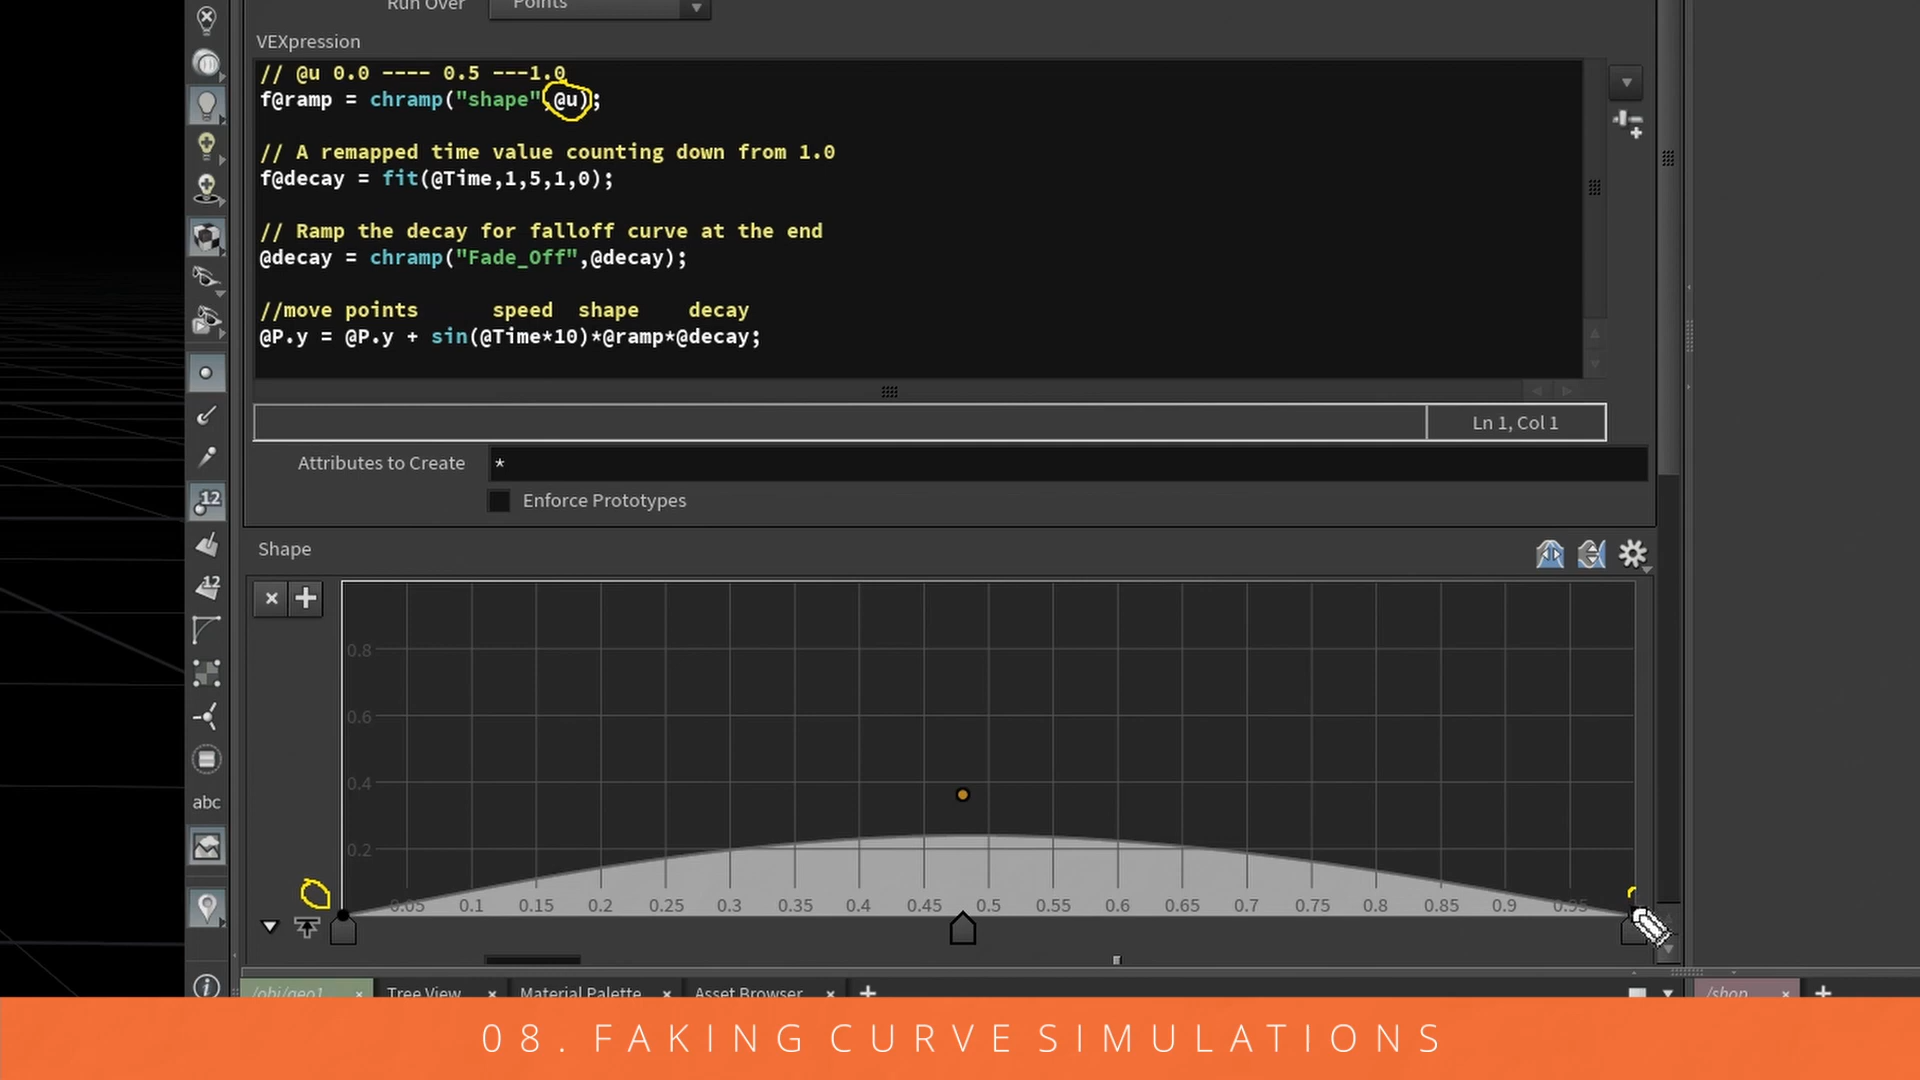 Run Over Points
VEXpression
// @u 0.0 ---- 0.5 ---1.0
f@ramp = chramp("shape",@u);
// A remapped time value counting down from 1.0
f@decay = fit(@Time,1,5,1,0);
// Ramp the decay for falloff curve at the end
@decay = chramp("Fade_Off",@decay);
//move points speed shape decay
@P.y = @P.y + sin(@Time*10)*@ramp*@decay;
Ln 1, Col 1
Attributes to Create *
Enforce Prototypes
12
12
abc
Shape
0.8
0.6
0.4
0.2
0.05 0.1 0.15 0.2 0.25 0.3 0.35 0.4 0.45 0.5 0.55 0.6 0.65 0.7 0.75 0.8 0.85 0.9 0.95
/obj/geo1 × Tree View × Material Palette × Asset Browser × + /shop × +
08. FAKING CURVE SIMULATIONS